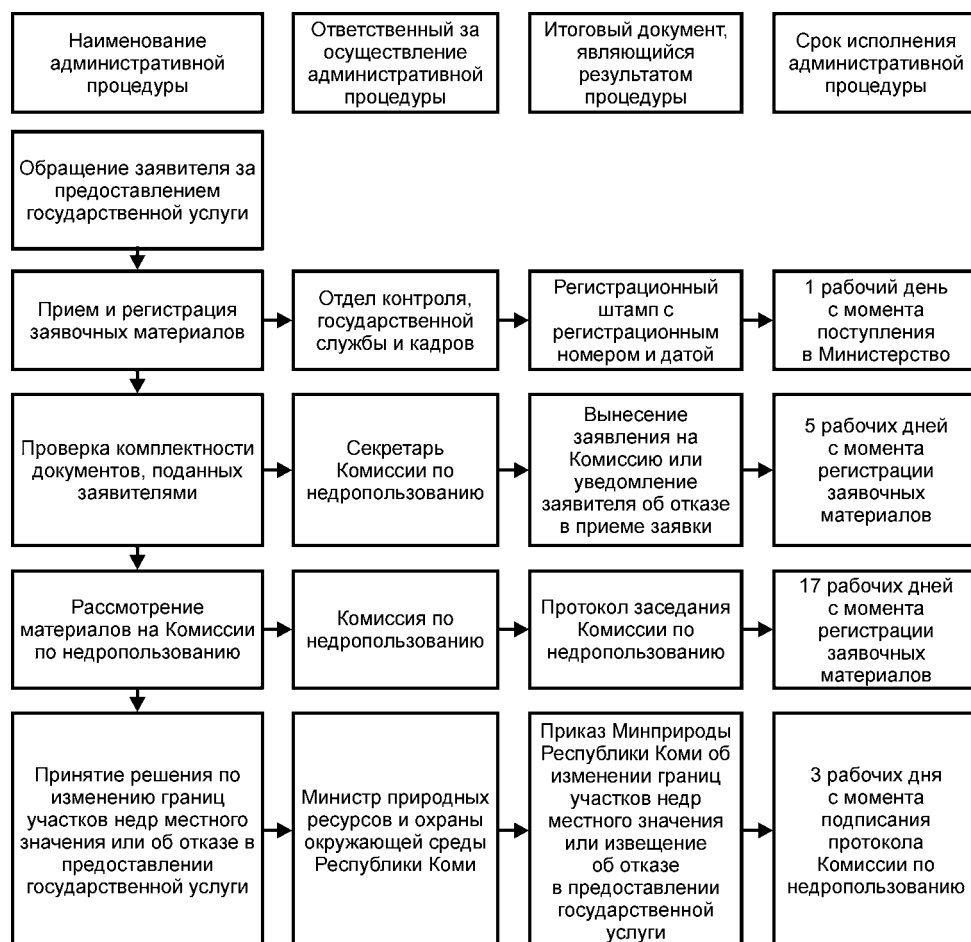 Наименование
административной
процедуры
Ответственный за
осуществление
административной
процедуры
Итоговый документ,
являющийся
результатом
процедуры
Срок исполнения
административной
процедуры
Обращение заявителя за
предоставлением
государственной услуги
Прием и регистрация
заявочных материалов
Отдел контроля,
государственной
службы и кадров
Регистрационный
штамп с
регистрационным
номером и датой
1 рабочий день
с момента
поступления
в Министерство
Проверка комплектности
документов, поданных
заявителями
Секретарь
Комиссии по
недропользованию
Вынесение
заявления на
Комиссию или
уведомление
заявителя об отказе
в приеме заявки
5 рабочих дней
с момента
регистрации
заявочных
материалов
Рассмотрение
материалов на Комиссии
по недропользованию
Комиссия по
недропользованию
Протокол заседания
Комиссии по
недропользованию
17 рабочих дней
с момента
регистрации
заявочных
материалов
Принятие решения по
изменению границ
участков недр местного
значения или об отказе в
предоставлении
государственной услуги
Министр природных
ресурсов и охраны
окружающей среды
Республики Коми
Приказ Минприроды
Республики Коми об
изменении границ
участков недр
местного значения
или извещение
об отказе
в предоставлении
государственной
услуги
3 рабочих дня
с момента
подписания
протокола
Комиссии по
недропользованию